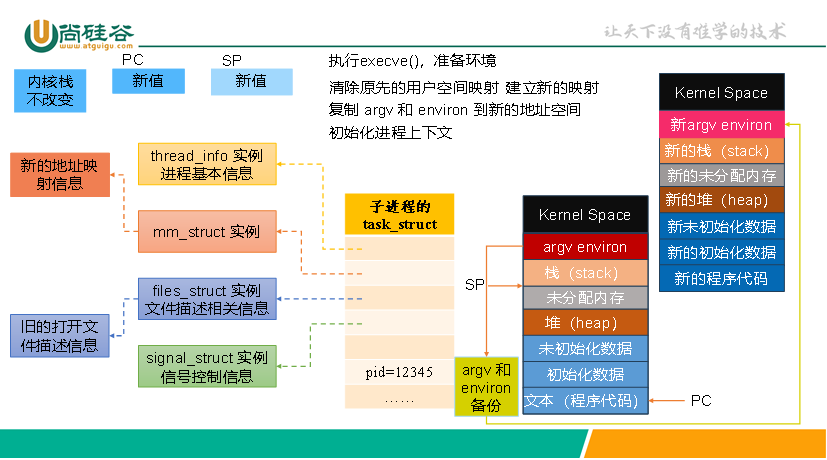 尚硅谷
www.atguigu.com
让天下没有难学的技术
PC
SP
内核栈
不改变
新值
新值
执行execve()，准备环境
清除原先的用户空间映射 建立新的映射
复制 argv 和 environ 到新的地址空间
初始化进程上下文
Kernel Space
新argv environ
新的栈（stack）
新的未分配内存
新的堆（heap）
新未初始化数据
新的初始化数据
新的程序代码
新的地址映
射信息
thread_info 实例
进程基本信息
mm_struct 实例
files_struct 实例
文件描述相关信息
旧的打开文
件描述信息
signal_struct 实例
信号控制信息
子进程的
task_struct
pid=12345
……
Kernel Space
argv environ
栈（stack）
未分配内存
堆（heap）
未初始化数据
初始化数据
文本（程序代码）
SP
argv 和
environ
备份
PC